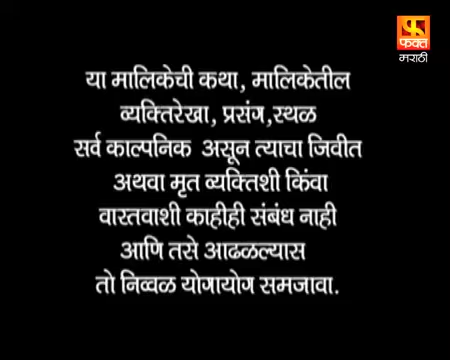 फक्त
मराठी
या मालिकेची कथा, मालिकेतील
व्यक्तिरेखा, प्रसंग,स्थळ
सर्व काल्पनिक असून त्याचा जिवीत
अथवा मृत व्यक्तिशी किंवा
वास्तवाशी काहीही संबंध नाही
आणि तसे आढळल्यास
तो निव्वळ योगायोग समजावा.